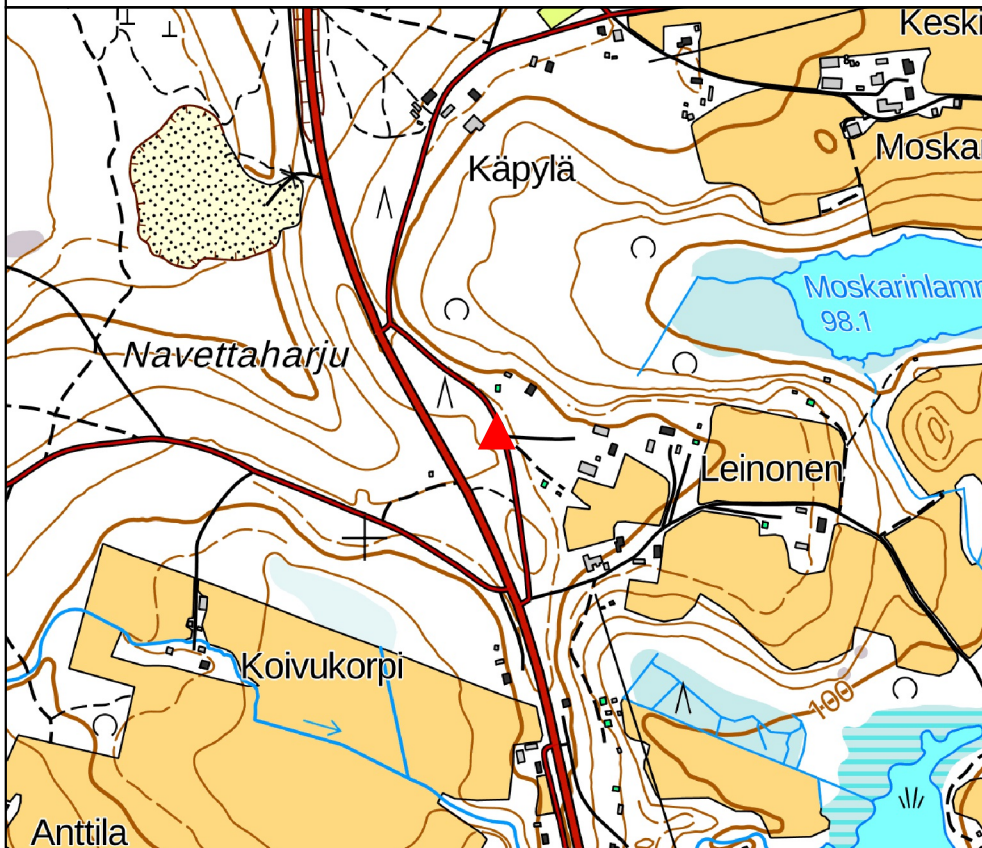 Keski
Moskar
Käpylä
Moskarinlamm
98.1
Navettaharju
Leinonen
Koivukorpi
100
Anttila